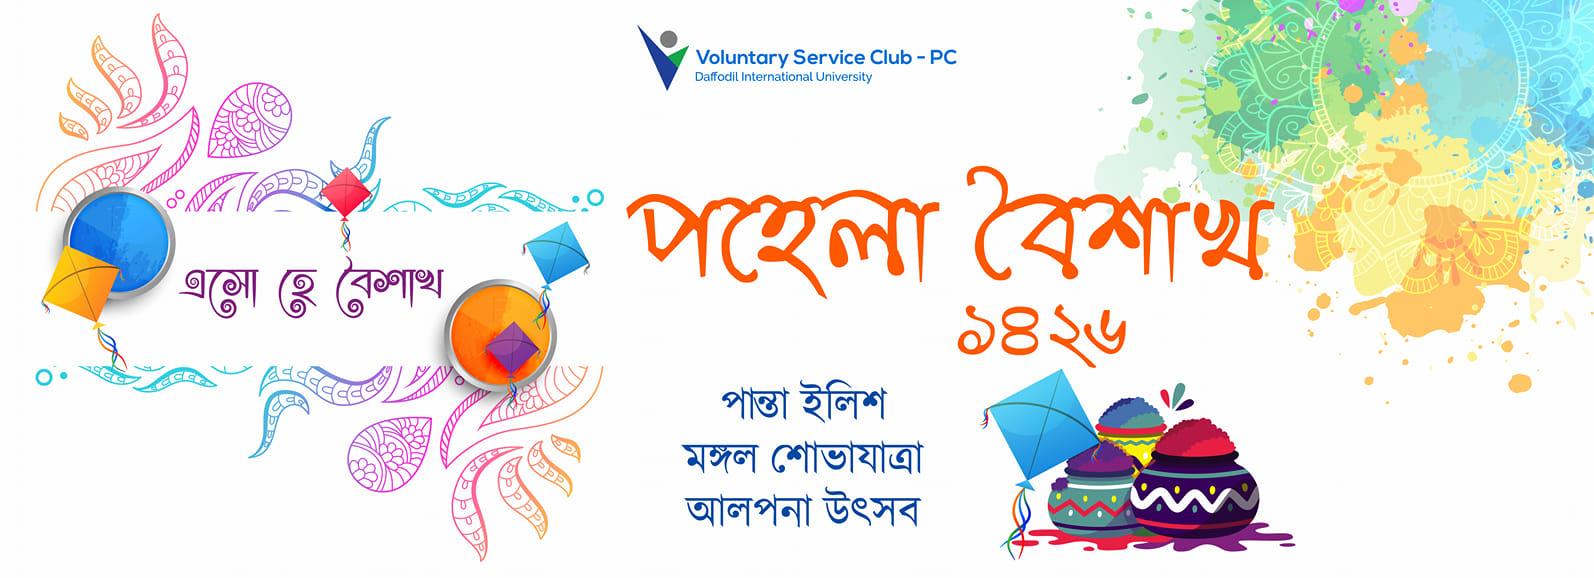 Voluntary Service Club - PC
Daffodil International University
এসো হে বৈশাখ
পহেলা বৈশাখ
১৪২৬
পান্তা ইলিশ
মঙ্গল শোভাযাত্রা
আলপনা উৎসব